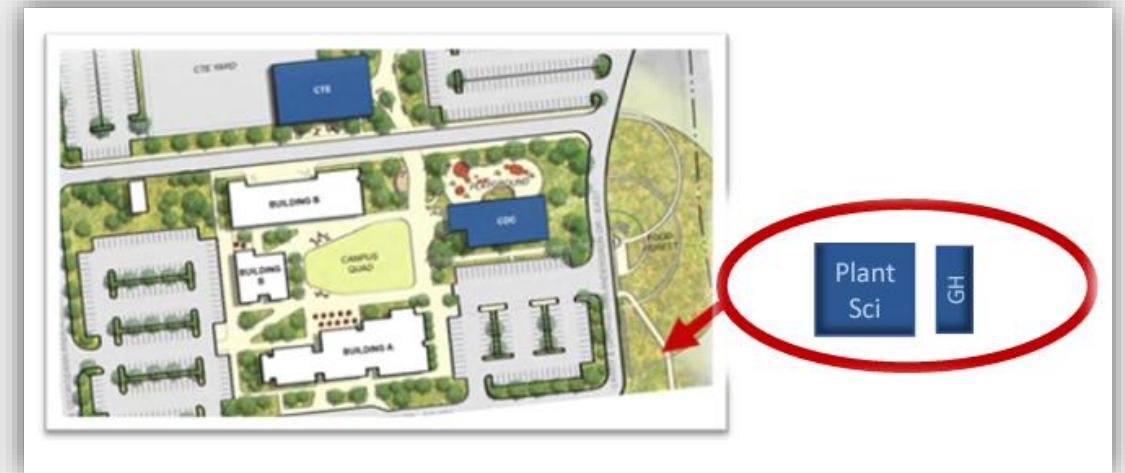 CTE YARD
CTE
PLAYGROUND
BUILDING B
CDC
FOOD
FOREST
CAMPUS
QUAD
BUILDING
B
BUILDING A
Plant
Sci
GH